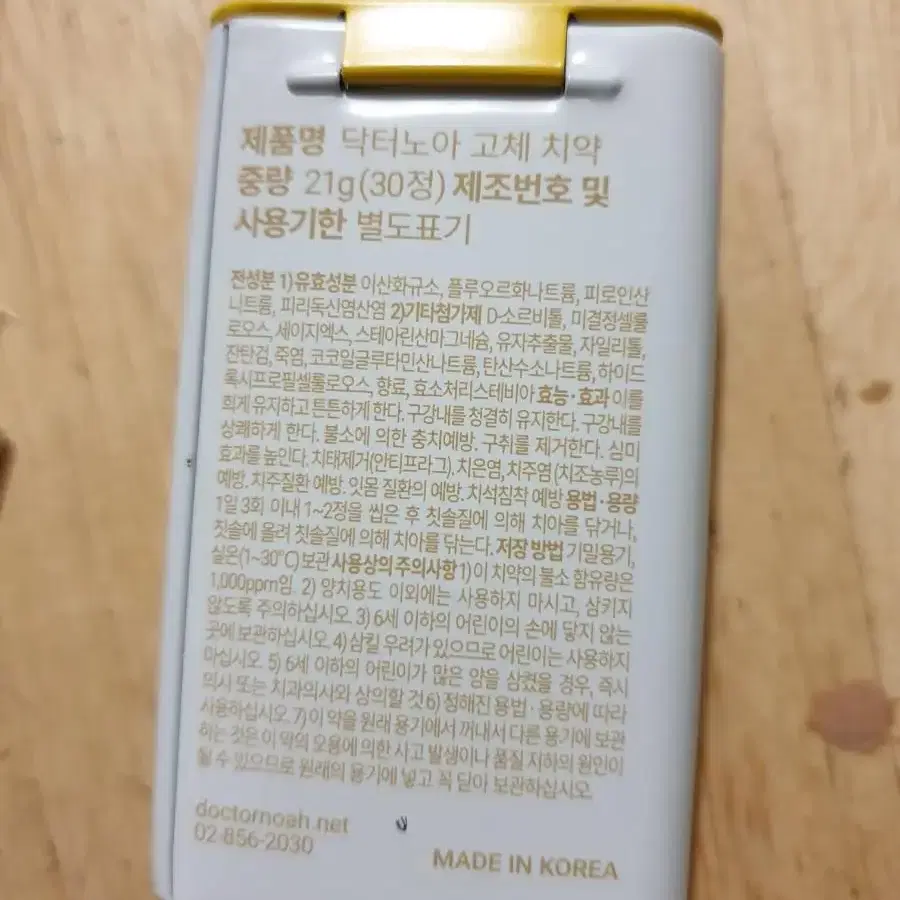 제품명 닥터노아 고체 치약
중량 21g(30정) 제조번호 및
사용기한 별도표기
전성분 1)유효성분 이산화규소, 플루오르화나트륨, 피로인산
나트륨, 피리독신염산염 2)기타첨가제 D-소르비톨, 미결정셀룰
로오스, 세이지엑스, 스테아린산마그네슘, 유자추출물, 자일리톨,
잔탄검, 죽염, 코코일글루타민산나트륨, 탄산수소나트륨, 하이드
록시프로필셀룰로오스, 향료, 효소처리스테비아 효능·효과 이를
희게 유지하고 튼튼하게 한다. 구강내를 청결히 유지한다. 구강내를
상쾌하게 한다. 불소에 의한 충치예방. 구취를 제거한다. 심미
효과를 높인다. 치태제거(안티프라그). 치은염, 치주염(치조농루)의
예방. 치주질환 예방. 잇몸 질환의 예방. 치석침착 예방 용법·용량
1일 3회 이내 1~2정을 씹은 후 칫솔질에 의해 치아를 닦거나,
칫솔에 올려 칫솔질에 의해 치아를 닦는다. 저장 방법 기밀용기,
실온(1~30℃) 보관 사용상의 주의사항 1) 이 치약의 불소 함유량은
1,000ppm임. 2) 양치용도 이외에는 사용하지 마시고, 삼키지
않도록 주의하십시오. 3) 6세 이하의 어린이의 손에 닿지 않는
곳에 보관하십시오. 4) 삼킬 우려가 있으므로 어린이는 사용하지
마십시오. 5) 6세 이하의 어린이가 많은 양을 삼켰을 경우, 즉시
의사 또는 치과의사와 상의할 것 6) 정해진 용법·용량에 따라
사용하십시오. 7) 이 약을 원래 용기에서 꺼내서 다른 용기에 보관
하는 것은 이 약의 오용에 의한 사고 발생이나 품질 저하의 원인이
될 수 있으므로 원래의 용기에 넣고 꼭 닫아 보관하십시오.
doctornoah.net
02-856-2030
MADE IN KOREA